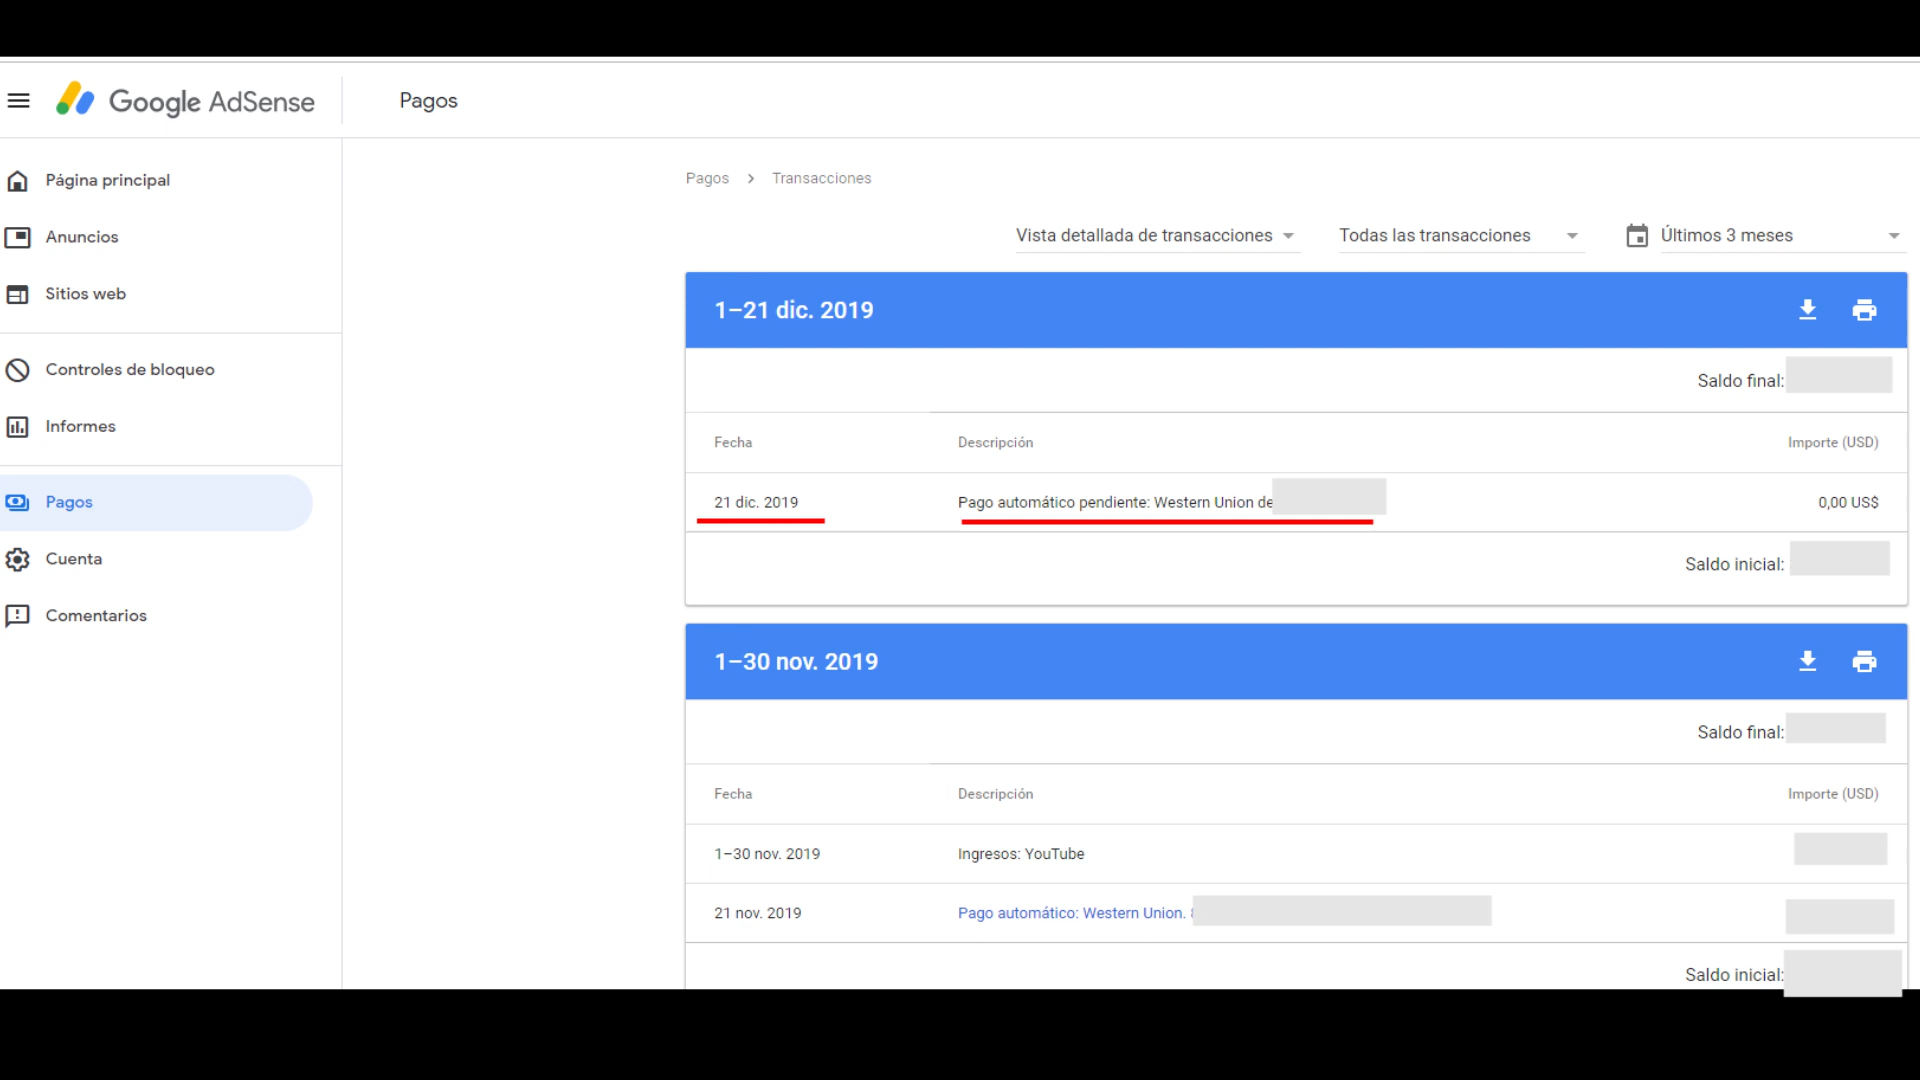 Google AdSense
Pagos
Página principal
Anuncios
Sitios web
Controles de bloqueo
Informes
Pagos
Cuenta
Comentarios
Pagos > Transacciones
Vista detallada de transacciones
Todas las transacciones
Últimos 3 meses
1–21 dic. 2019
Saldo final:
Fecha Descripción Importe (USD)
21 dic. 2019 Pago automático pendiente: Western Union de 0,00 US$
Saldo inicial:
1–30 nov. 2019
Saldo final:
Fecha Descripción Importe (USD)
1–30 nov. 2019 Ingresos: YouTube
21 nov. 2019 Pago automático: Western Union.
Saldo inicial: